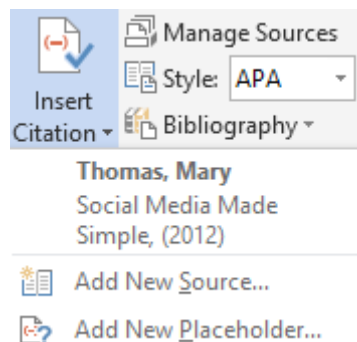 Insert
Citation
Manage Sources
Style: APA
Bibliography
Thomas, Mary
Social Media Made
Simple, (2012)
Add New Source...
Add New Placeholder...